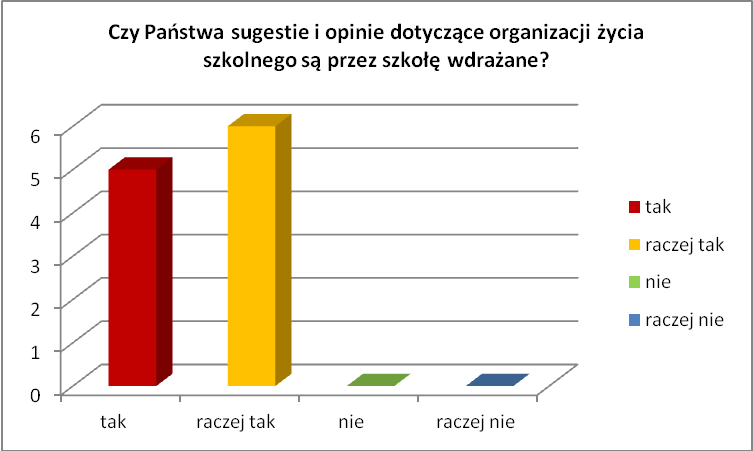 Czy Państwa sugestie i opinie dotyczące organizacji życia
szkolnego są przez szkołę wdrażane?
6
5
4
3
2
1
0
tak
raczej tak
nie
raczej nie
tak
raczej tak
nie
raczej nie